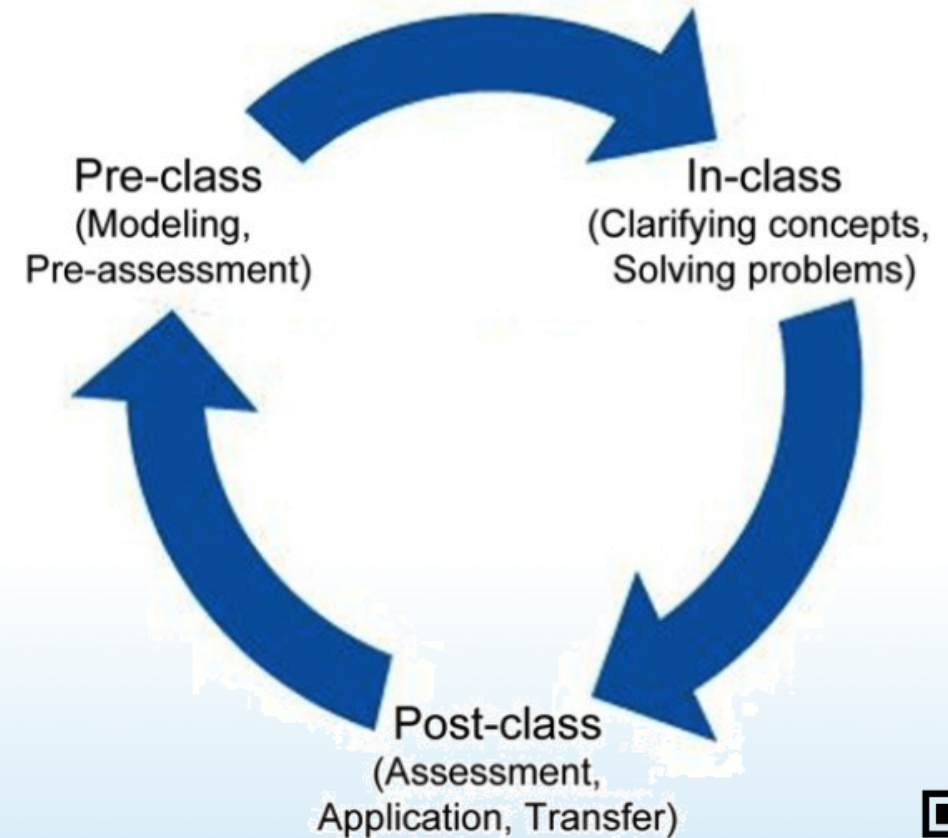 Pre-class
(Modeling,
Pre-assessment)
In-class
(Clarifying concepts,
Solving problems)
Post-class
(Assessment,
Application, Transfer)